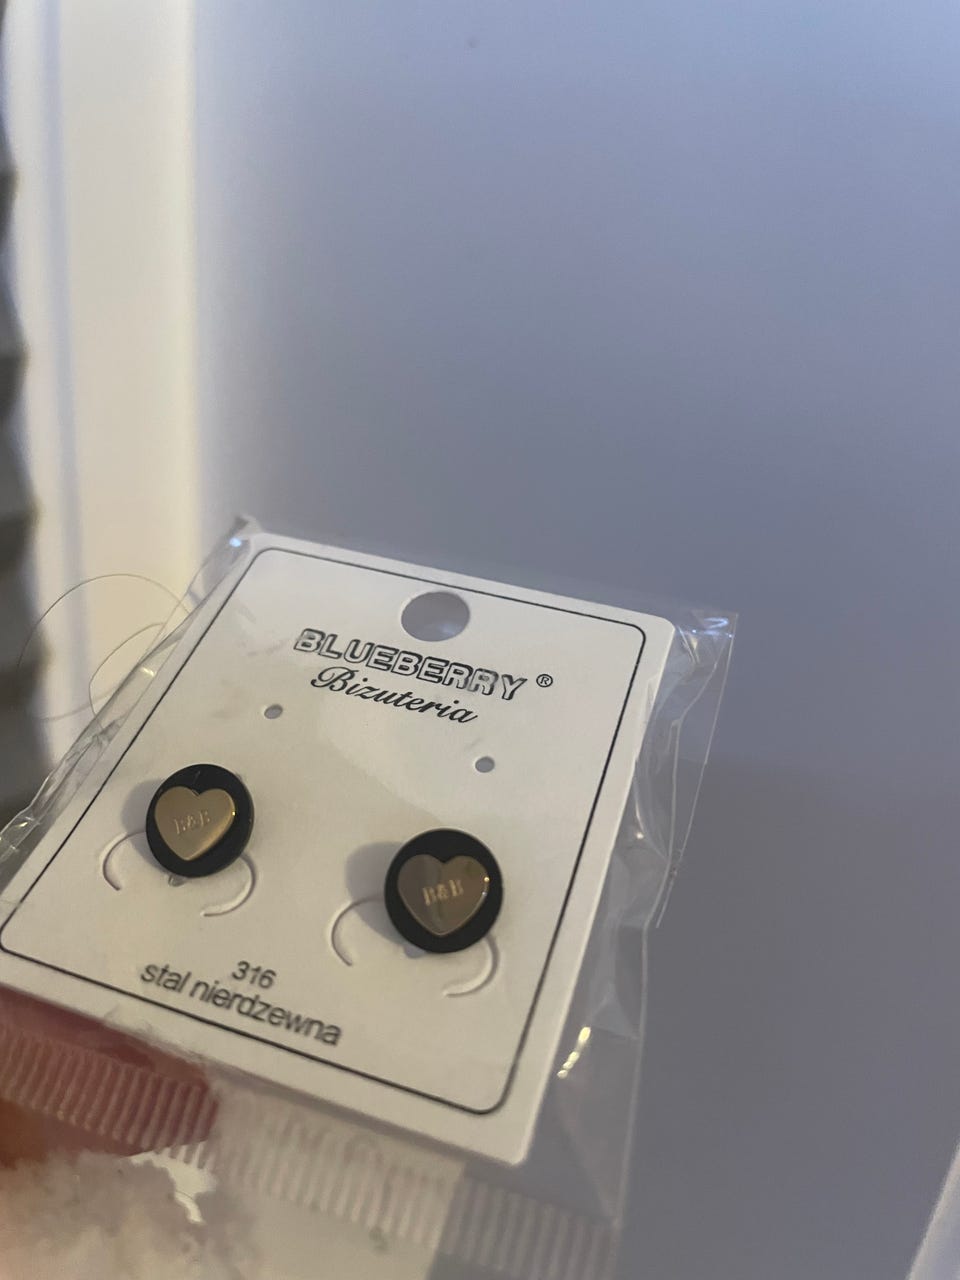 BLUEBERRY ®
Bizuteria
B&B
B&B
316
stal nierdzewna